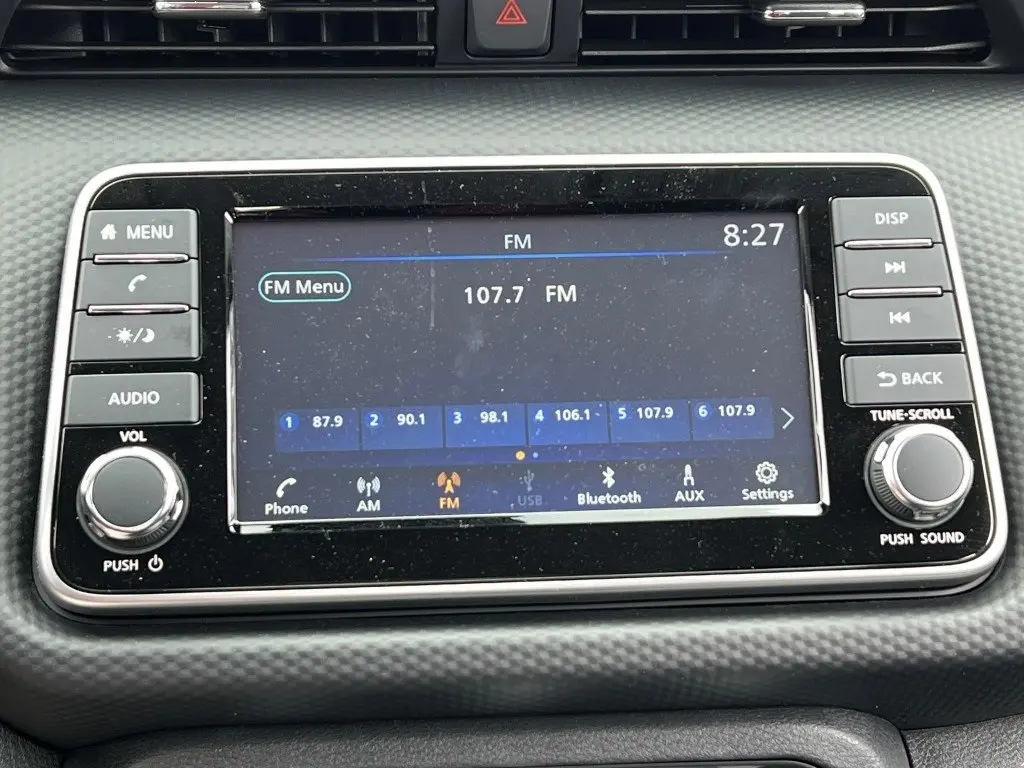 MENU
AUDIO
VOL
PUSH
FM
8:27
FM Menu
107.7 FM
1 87.9 2 90.1 3 98.1 4 106.1 5 107.9 6 107.9
Phone AM FM USB Bluetooth AUX Settings
DISP
BACK
TUNE·SCROLL
PUSH SOUND